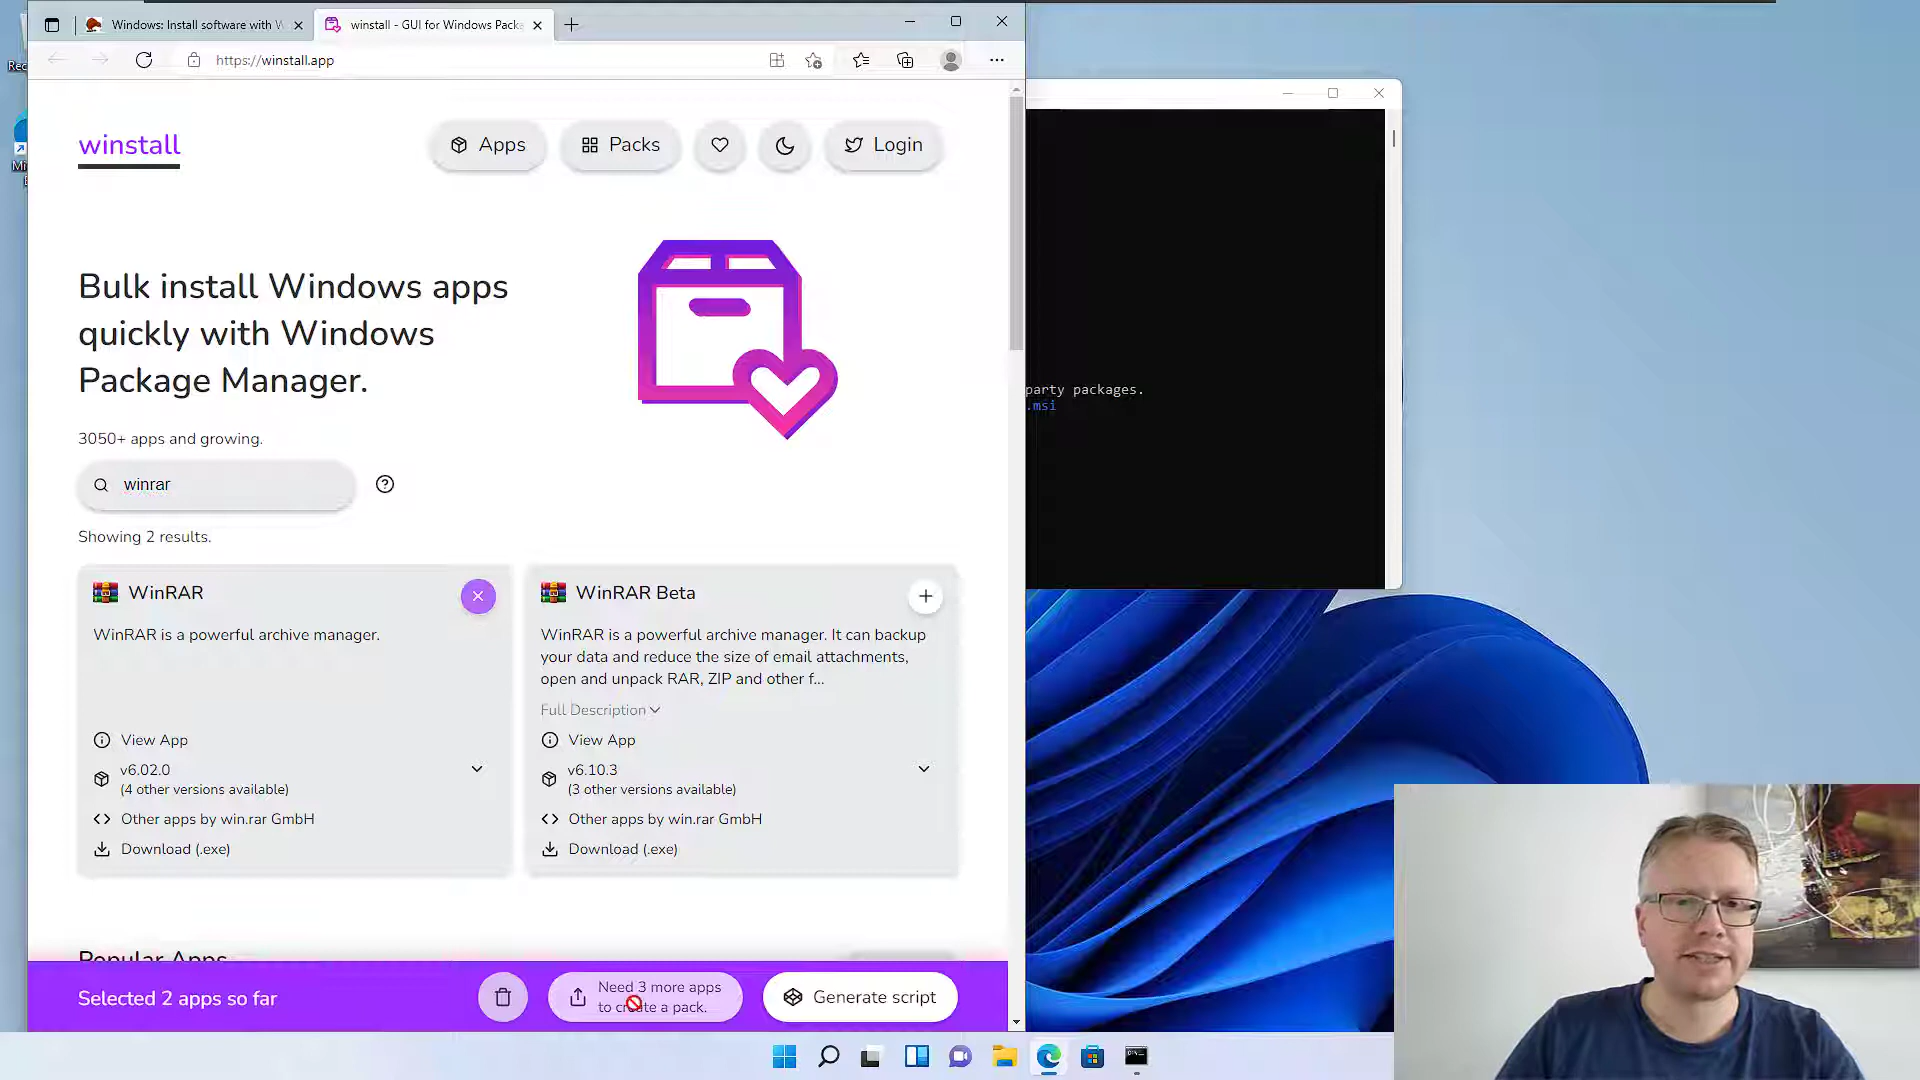 Windows: Install software with W
winstall - GUI for Windows Pack
https://winstall.app
winstall
Apps
Packs
Login
Bulk install Windows apps
quickly with Windows
Package Manager.
3050+ apps and growing.
winrar
Showing 2 results.
WinRAR
WinRAR is a powerful archive manager.
View App
v6.02.0
(4 other versions available)
Other apps by win.rar GmbH
Download (.exe)
WinRAR Beta
WinRAR is a powerful archive manager. It can backup
your data and reduce the size of email attachments,
open and unpack RAR, ZIP and other f...
Full Description
View App
v6.10.3
(3 other versions available)
Other apps by win.rar GmbH
Download (.exe)
Popular Apps
Selected 2 apps so far
Need 3 more apps
to create a pack.
Generate script
party packages.
.msi
Rec